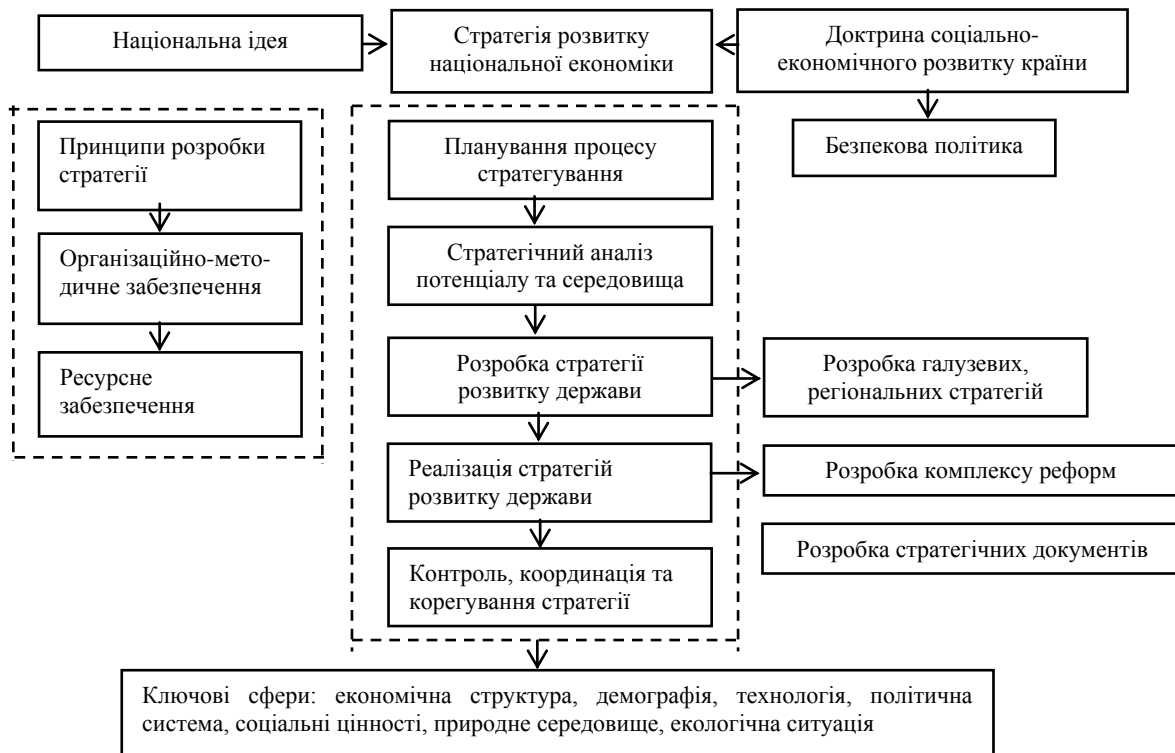 Національна ідея
Стратегія розвитку
національної економіки
Доктрина соціально-
економічного розвитку країни
Безпекова політика
Принципи розробки
стратегії
Організаційно-мето-
дичне забезпечення
Ресурсне
забезпечення
Планування процесу
стратегування
Стратегічний аналіз
потенціалу та середовища
Розробка стратегії
розвитку держави
Реалізація стратегій
розвитку держави
Контроль, координація та
корегування стратегії
Розробка галузевих,
регіональних стратегій
Розробка комплексу реформ
Розробка стратегічних документів
Ключові сфери: економічна структура, демографія, технологія, політична
система, соціальні цінності, природне середовище, екологічна ситуація